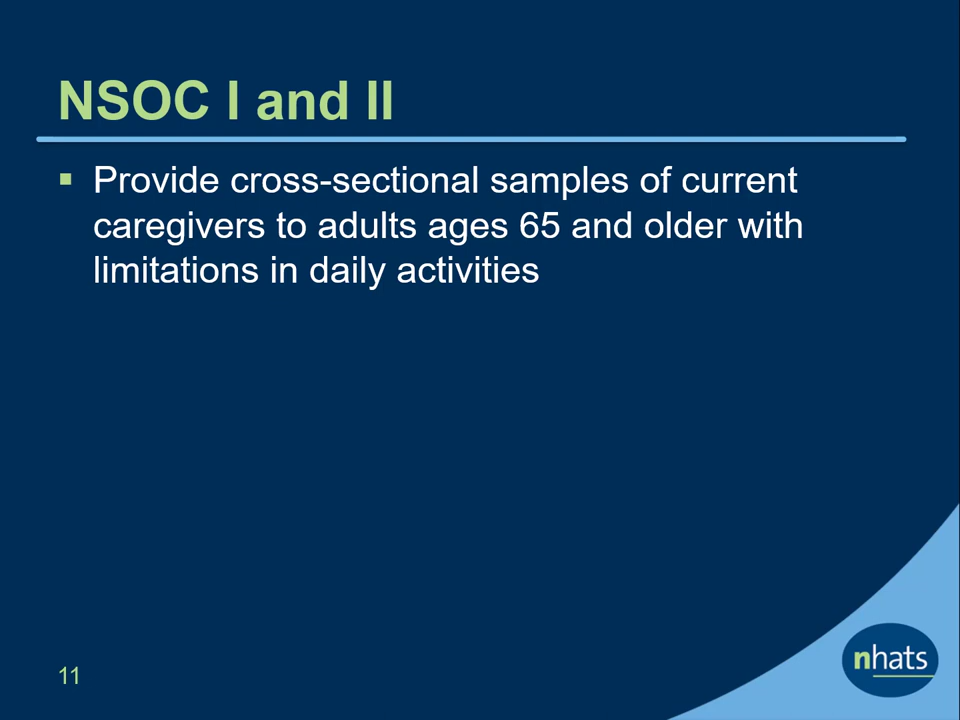 NSOC I and II
▪ Provide cross-sectional samples of current
caregivers to adults ages 65 and older with
limitations in daily activities
11
nhats